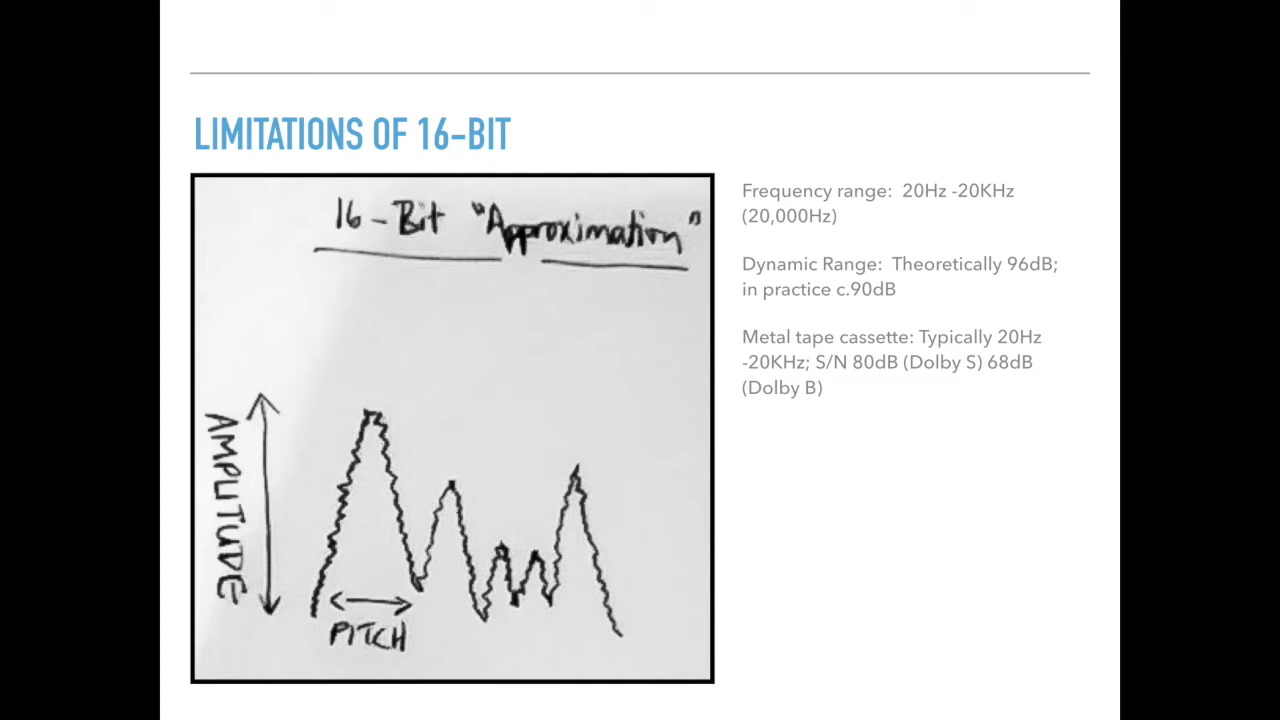 LIMITATIONS OF 16-BIT
16-Bit "Approximation"
AMPLITUDE
PITCH
Frequency range: 20Hz -20KHz
(20,000Hz)
Dynamic Range: Theoretically 96dB;
in practice c.90dB
Metal tape cassette: Typically 20Hz
-20KHz; S/N 80dB (Dolby S) 68dB
(Dolby B)